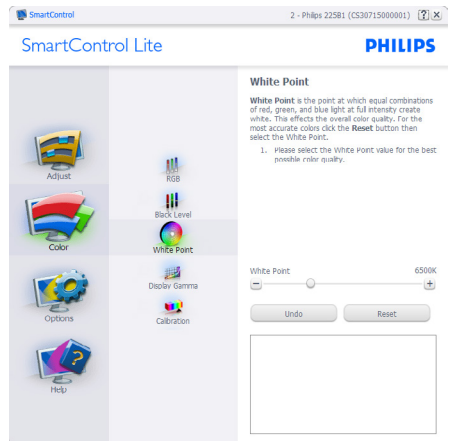 SmartControl
2 - Philips 225B1 (CS30715000001)
SmartControl Lite
PHILIPS
Adjust
Color
Options
Help
RGB
Black Level
White Point
Display Gamma
Calibration
White Point
White Point is the point at which equal combinations
of red, green, and blue light at full intensity create
white. This effects the overall color quality. For the
most accurate colors click the Reset button then
select the White Point.
1. Please select the White Point value for the best
possible color quality.
White Point
6500K
Undo
Reset